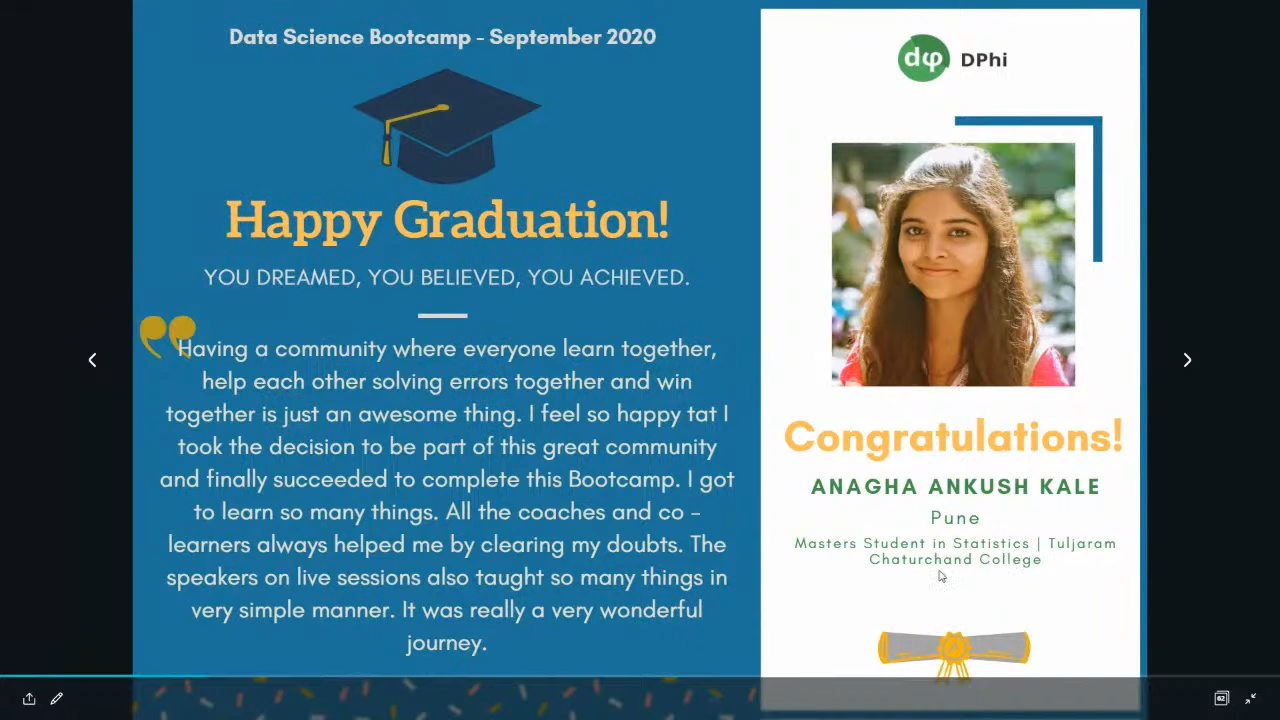 Data Science Bootcamp - September 2020
Happy Graduation!
YOU DREAMED, YOU BELIEVED, YOU ACHIEVED.
Having a community where everyone learn together,
help each other solving errors together and win
together is just an awesome thing. I feel so happy tat I
took the decision to be part of this great community
and finally succeeded to complete this Bootcamp. I got
to learn so many things. All the coaches and co -
learners always helped me by clearing my doubts. The
speakers on live sessions also taught so many things in
very simple manner. It was really a very wonderful
journey.
dφ DPhi
Congratulations!
ANAGHA ANKUSH KALE
Pune
Masters Student in Statistics | Tuljaram
Chaturchand College
62